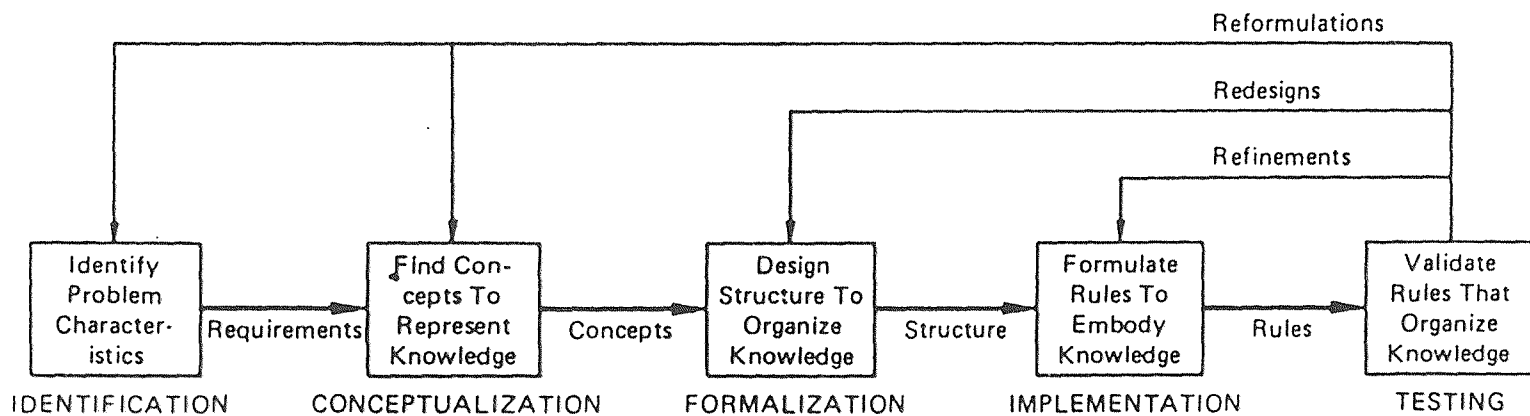 Reformulations
Redesigns
Refinements
Identify
Problem
Character-
istics
Requirements
Find Con-
cepts To
Represent
Knowledge
Concepts
Design
Structure To
Organize
Knowledge
Structure
Formulate
Rules To
Embody
Knowledge
Rules
Validate
Rules That
Organize
Knowledge
IDENTIFICATION
CONCEPTUALIZATION
FORMALIZATION
IMPLEMENTATION
TESTING